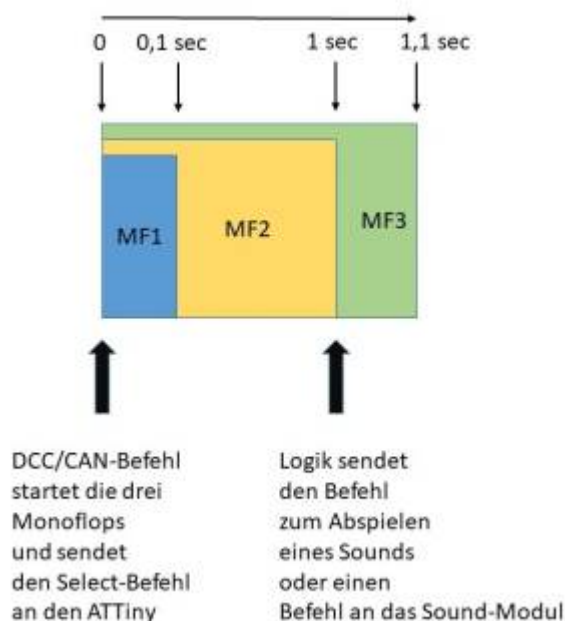 0 0,1 sec 1 sec 1,1 sec
MF1 MF2 MF3
DCC/CAN-Befehl
startet die drei
Monoflops
und sendet
den Select-Befehl
an den ATTiny
Logik sendet
den Befehl
zum Abspielen
eines Sounds
oder einen
Befehl an das Sound-Modul